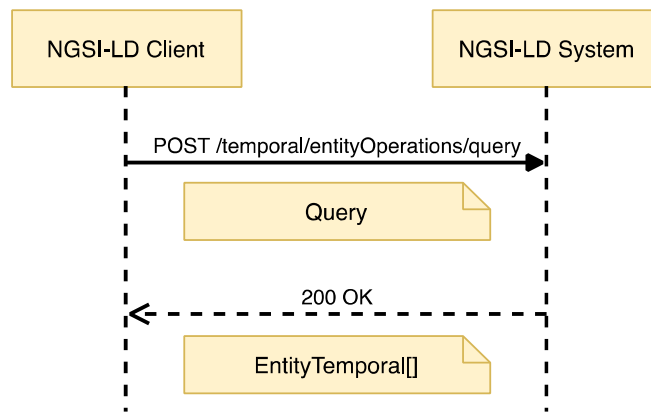 NGSI-LD Client
NGSI-LD System
POST /temporal/entityOperations/query
Query
200 OK
EntityTemporal[]